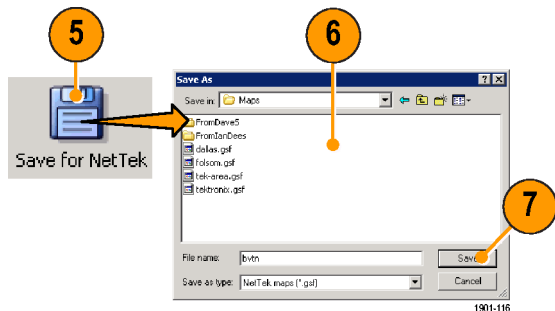 5
6
Save As
Save in: Maps
FromDave5
FromIanDees
dallas.gsf
folsom.gsf
tek-area.gsf
tektronix.gsf
Save for NetTek
7
File name: bvtn
Save
Save as type: NetTek maps (*.gsf)
Cancel
1901-116